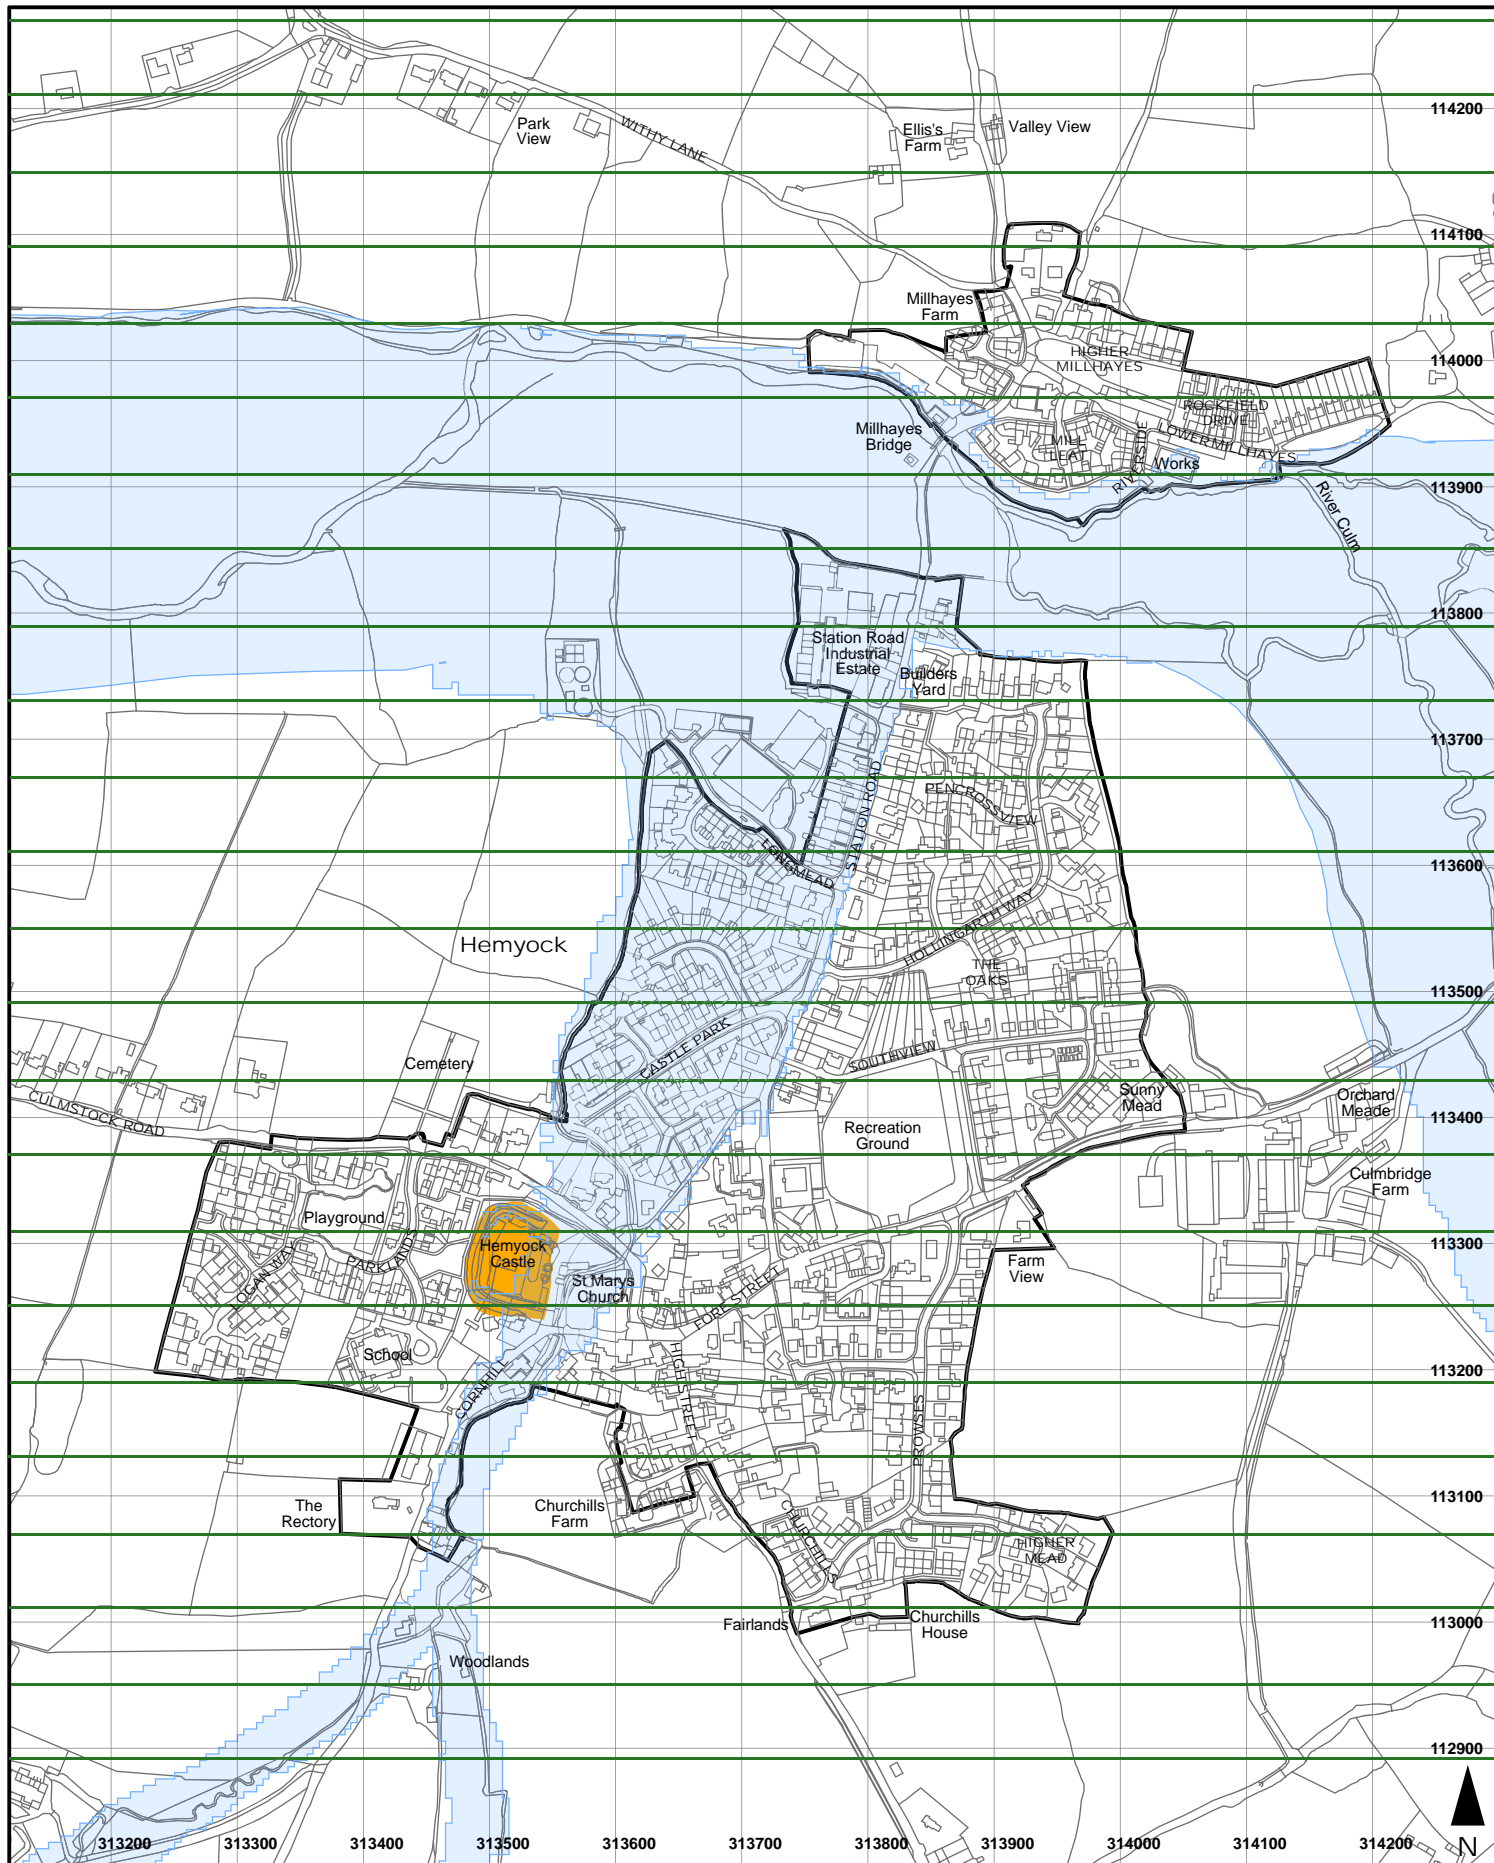 114200
Park
View
WITHY LANE
Ellis's
Farm
Valley View
114100
Millhayes
Farm
HIGHER
MILLHAYES
114000
ROCKFIELD
DRIVE
Millhayes
Bridge
MILL
LEAT
RIVERSIDE
LOWER MILLHAYES
Works
113900
River Culm
113800
Station Road
Industrial
Estate
Builders
Yard
113700
STATION ROAD
PENCROSS VIEW
LONGMEAD
113600
Hemyock
HOLLINGARTH WAY
THE
OAKS
113500
CASTLE PARK
SOUTHVIEW
Cemetery
CULMSTOCK ROAD
Sunny
Mead
Orchard
Meade
113400
Recreation
Ground
Culmbridge
Farm
Playground
PARKLANDS
LOGAN WAY
Hemyock
Castle
St Marys
Church
113300
Farm
View
FORE STREET
School
CORNHILL
HIGH STREET
113200
PROWSES
The
Rectory
Churchills
Farm
CHURCHILLS
113100
HIGHER
MEAD
Fairlands
Churchills
House
113000
Woodlands
112900
313200
313300
313400
313500
313600
313700
313800
313900
314000
314100
314200
N